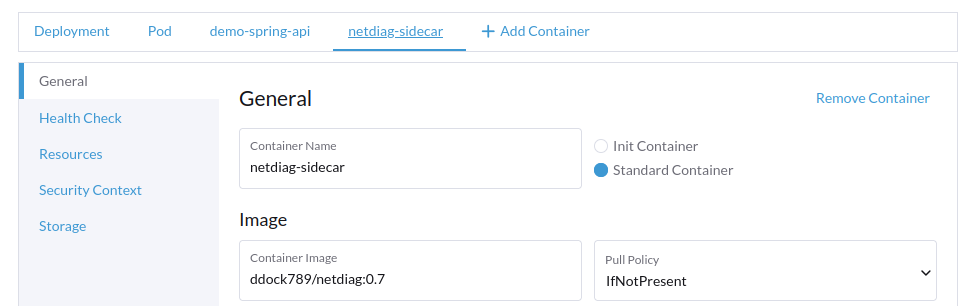 Deployment Pod demo-spring-api netdiag-sidecar + Add Container
General
Health Check
Resources
Security Context
Storage
General
Remove Container
Container Name
netdiag-sidecar
Init Container
Standard Container
Image
Container Image
ddock789/netdiag:0.7
Pull Policy
IfNotPresent